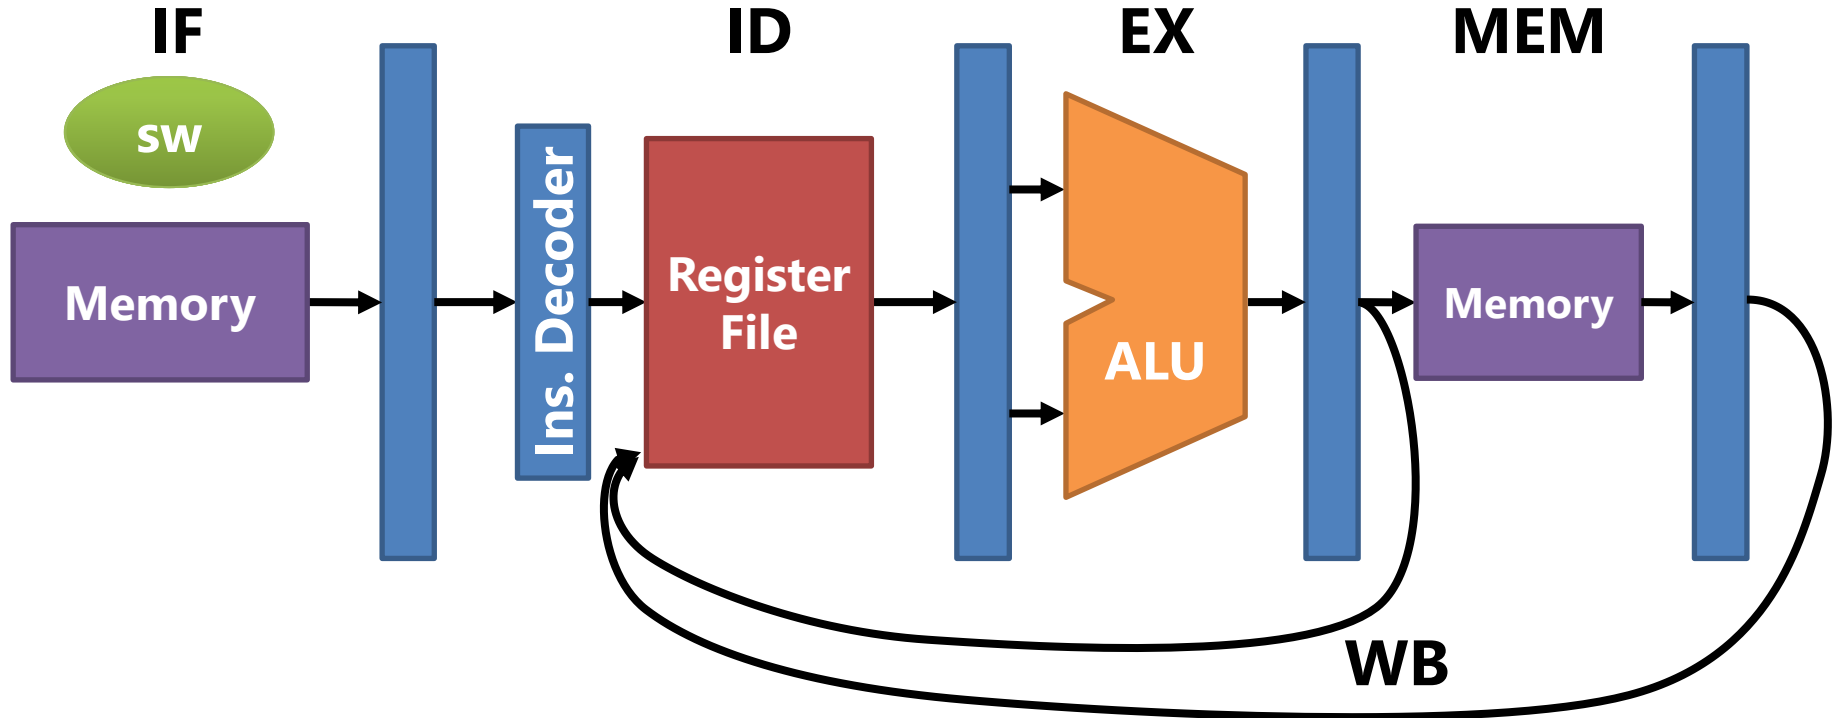 IF
ID
EX
MEM
sw
Memory
Ins. Decoder
Register
File
ALU
Memory
WB